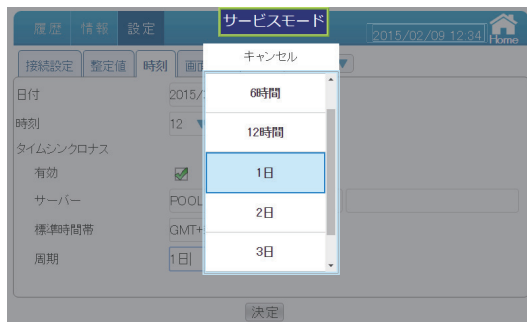 履歴 情報 設定 サービスモード 2015/02/09 12:34 Home
接続設定 整定値 時刻 画面
キャンセル
6時間
12時間
1日
2日
3日
日付 2015/
時刻 12
タイムシンクロナス
有効
サーバー POOL
標準時間帯 GMT+
周期 1日
決定